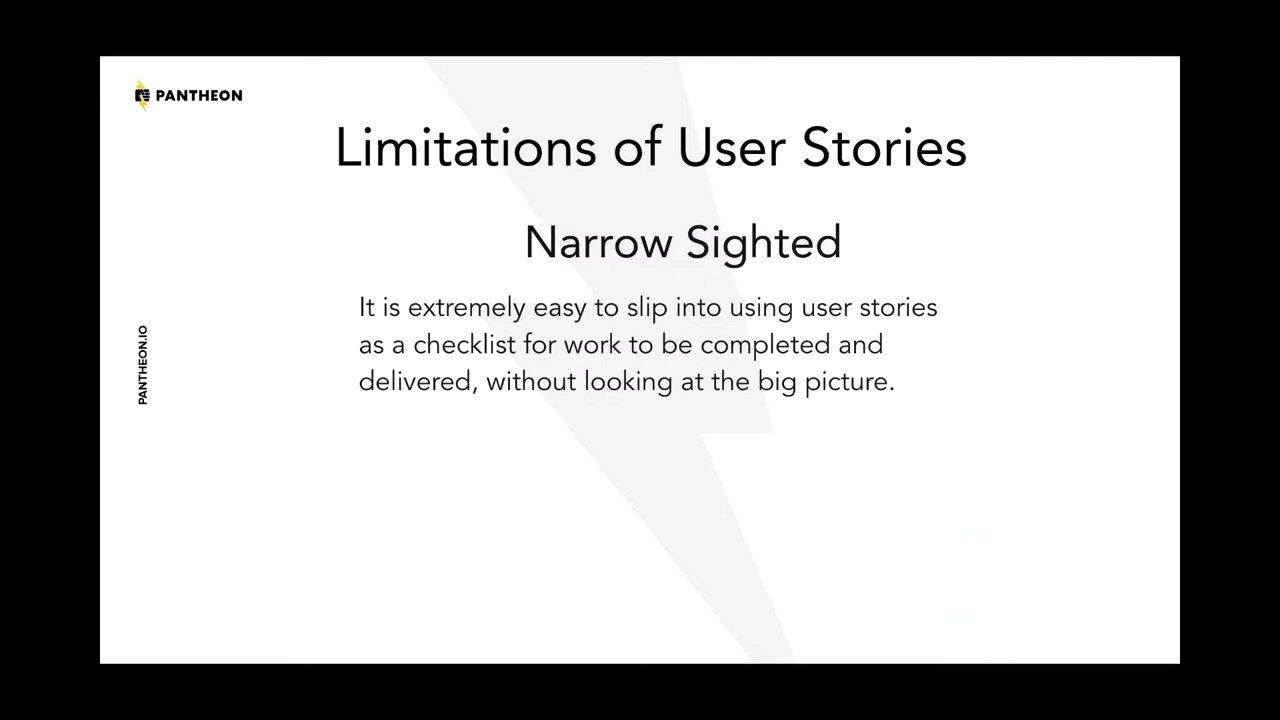 PANTHEON
Limitations of User Stories
Narrow Sighted
It is extremely easy to slip into using user stories
as a checklist for work to be completed and
delivered, without looking at the big picture.
PANTHEON.IO